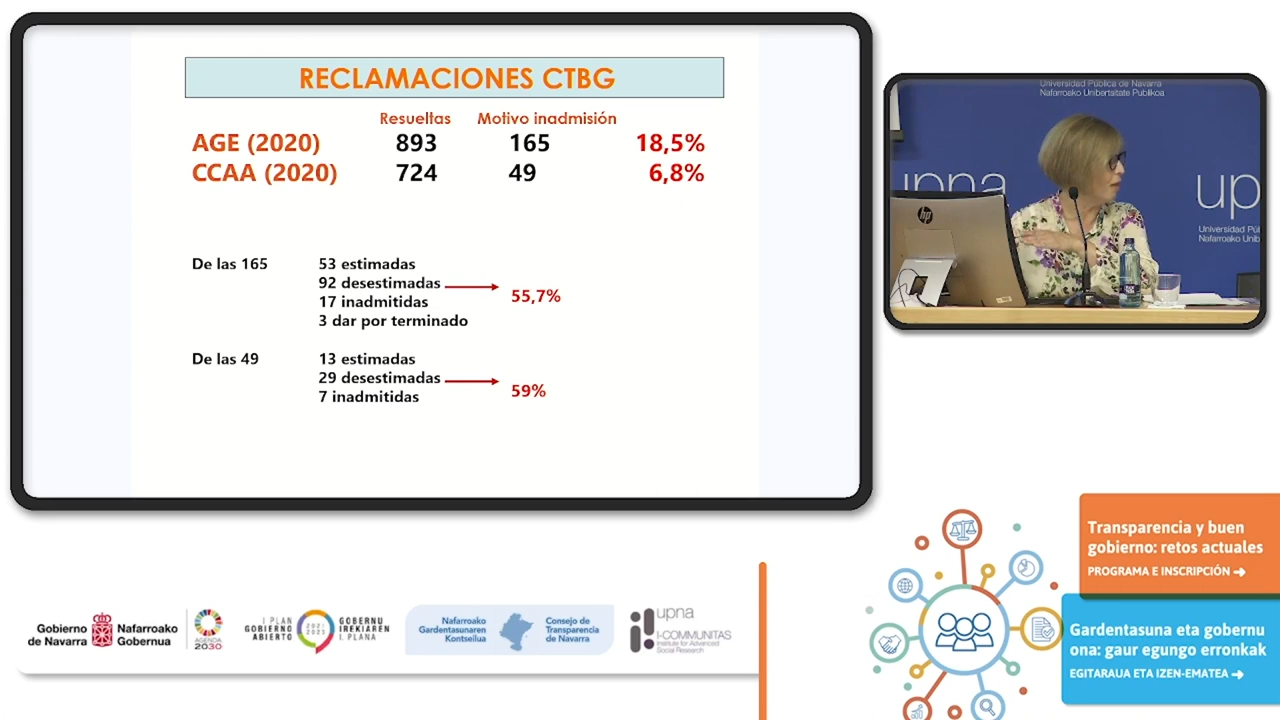 RECLAMACIONES CTBG
Resueltas Motivo inadmisión
AGE (2020) 893 165 18,5%
CCAA (2020) 724 49 6,8%
De las 165 53 estimadas
92 desestimadas
55,7%
17 inadmitidas
3 dar por terminado
De las 49 13 estimadas
29 desestimadas
59%
7 inadmitidas
Universidad Pública de Navarra
Nafarroako Unibertsitate Publikoa
upna
up
Universidad Púb
Nafarroako Unib
hp
Transparencia y buen
gobierno: retos actuales
PROGRAMA E INSCRIPCIÓN
Gardentasuna eta gobernu
ona: gaur egungo erronkak
EGITARAUA ETA IZEN-EMATEA
Gobierno
de Navarra
Nafarroako
Gobernua
AGENDA
2030
I PLAN
GOBIERNO
ABIERTO
2021
2023
GOBERNU
IREKIAREN
I. PLANA
Nafarroako
Gardentasunaren
Kontseilua
Consejo de
Transparencia
de Navarra
upna
I-COMMUNITAS
Institute for Advanced
Social Research